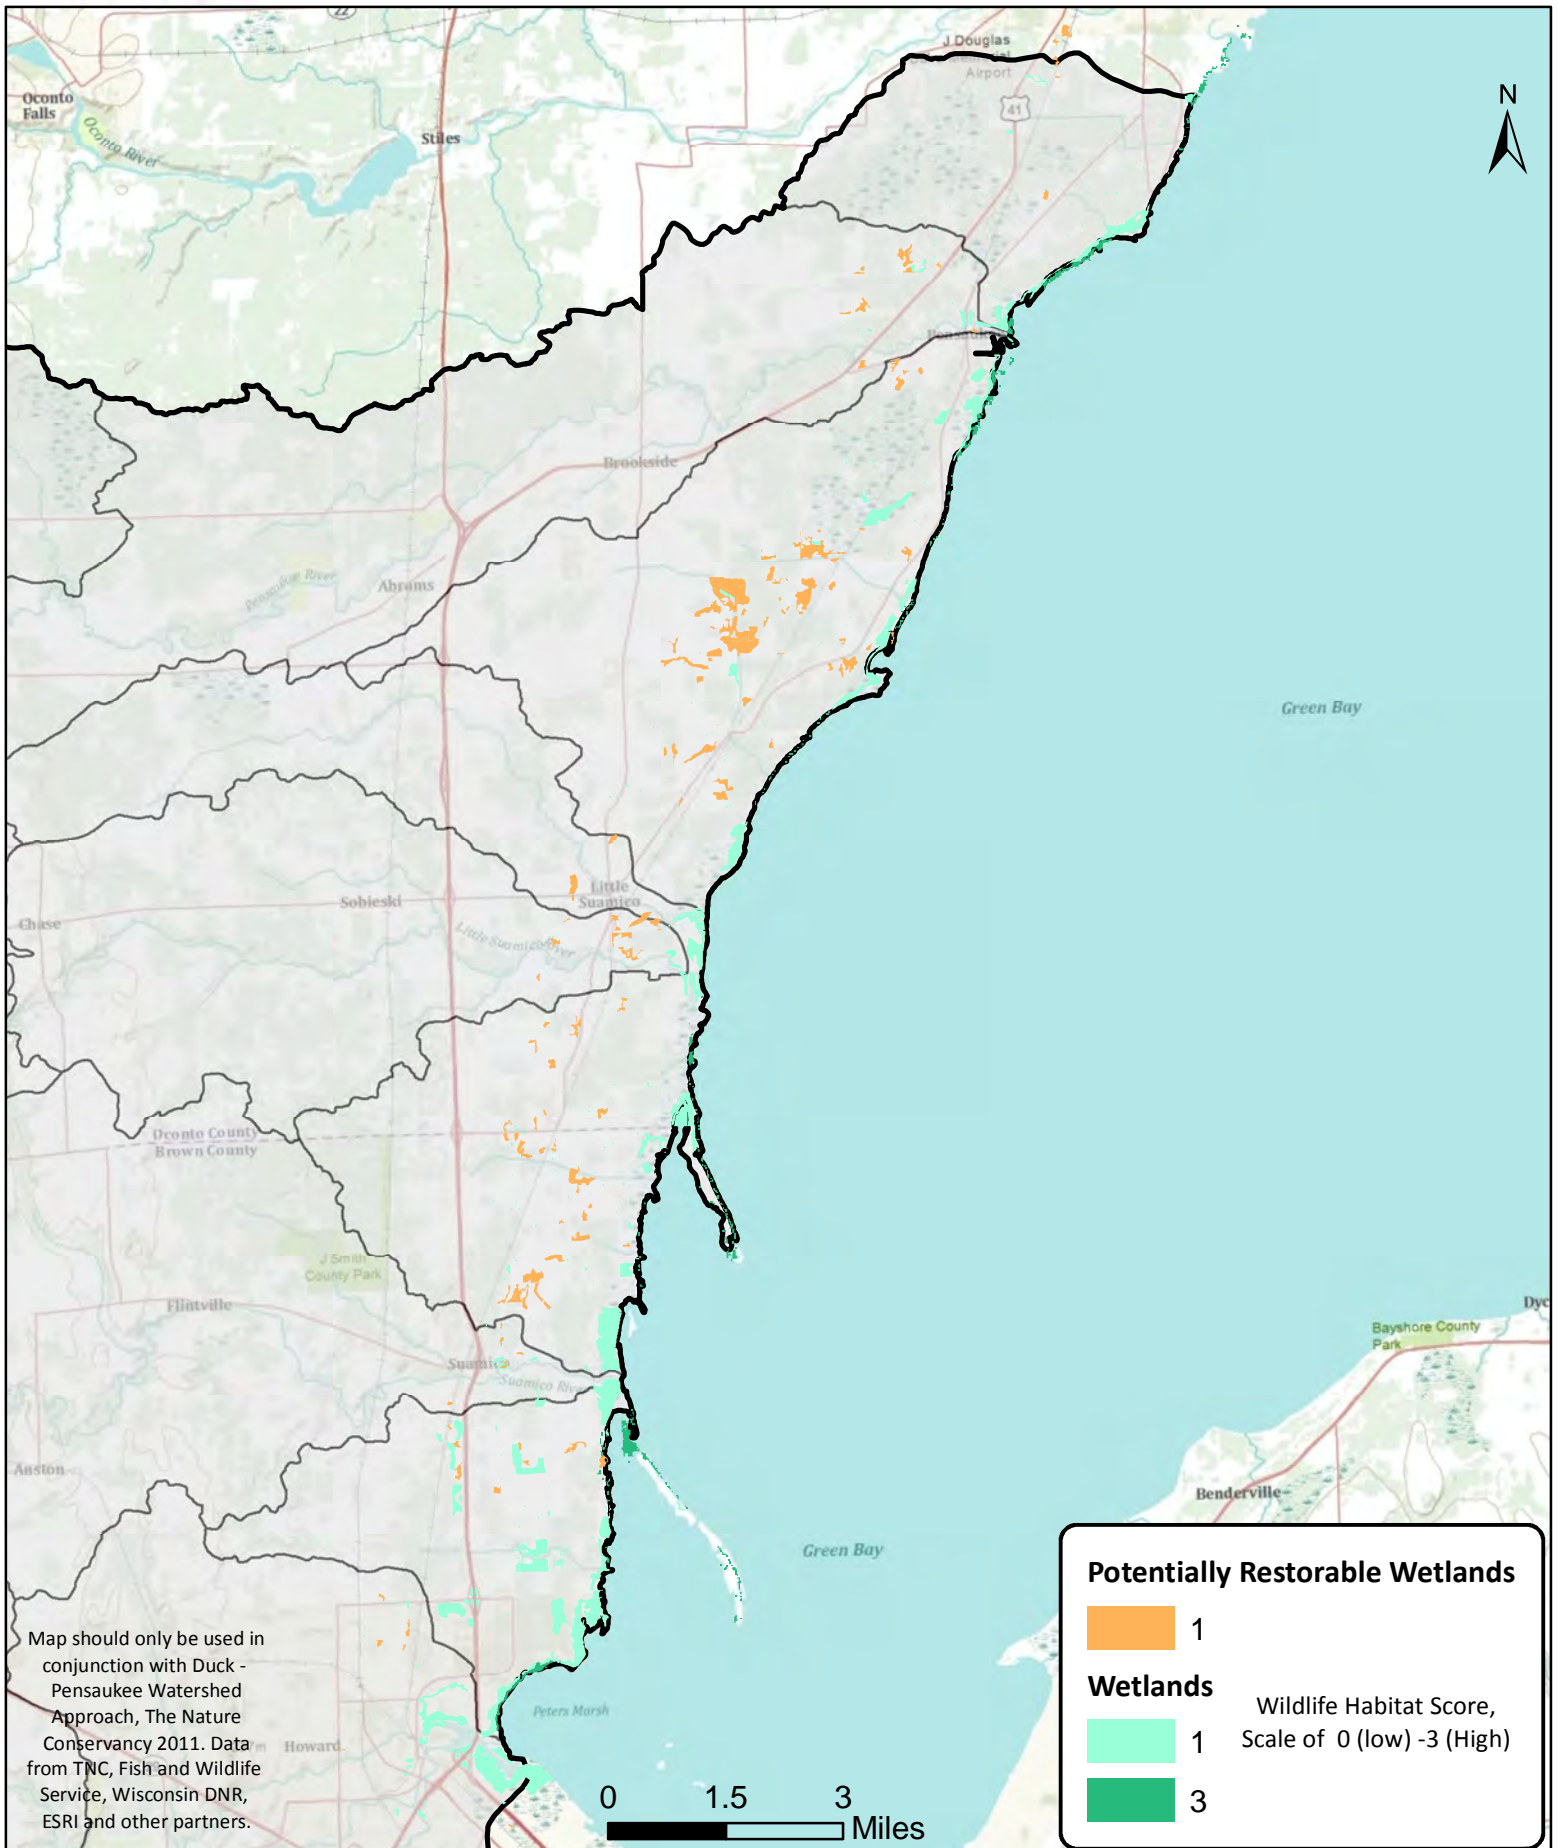 22
J Douglas
Airport
Oconto
Falls
Oconto River
Stiles
41
N
Brookside
Pensaukee River
Abrams
Green Bay
Little
Suamico
Sobieski
Chase
Little Suamico River
Oconto County
Brown County
J Smith
County Park
Flintville
Suamico
Suamico River
Dyc
Bayshore County
Park
Anston
Benderville
Green Bay
Peters Marsh
Howard
Map should only be used in
conjunction with Duck -
Pensaukee Watershed
Approach, The Nature
Conservancy 2011. Data
from TNC, Fish and Wildlife
Service, Wisconsin DNR,
ESRI and other partners.
0 1.5 3
Miles
Potentially Restorable Wetlands
1
Wetlands
Wildlife Habitat Score,
Scale of 0 (low) -3 (High)
1
3